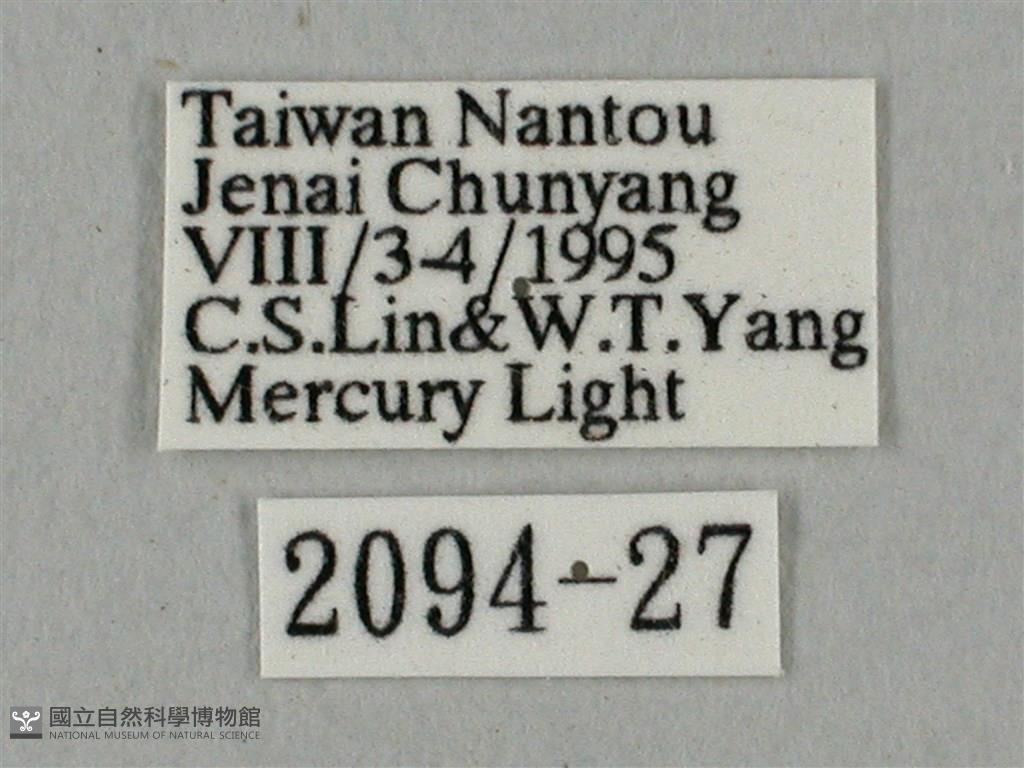 Taiwan Nantou
Jenai Chunyang
VIII/3-4/1995
C.S.Lin&W.T.Yang
Mercury Light
2094-27
國立自然科學博物館
NATIONAL MUSEUM OF NATURAL SCIENCE